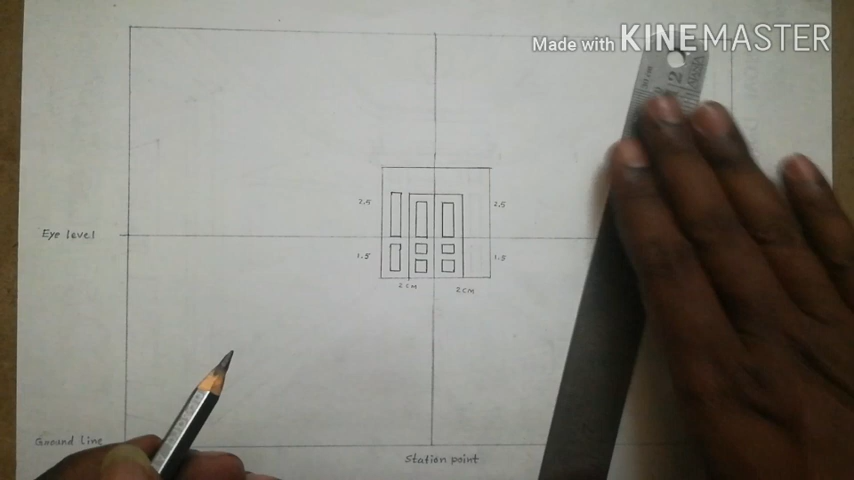 Made with KINEMASTER
2.5
2.5
Eye level
1.5
1.5
2 CM
2 CM
Ground Line
Station point